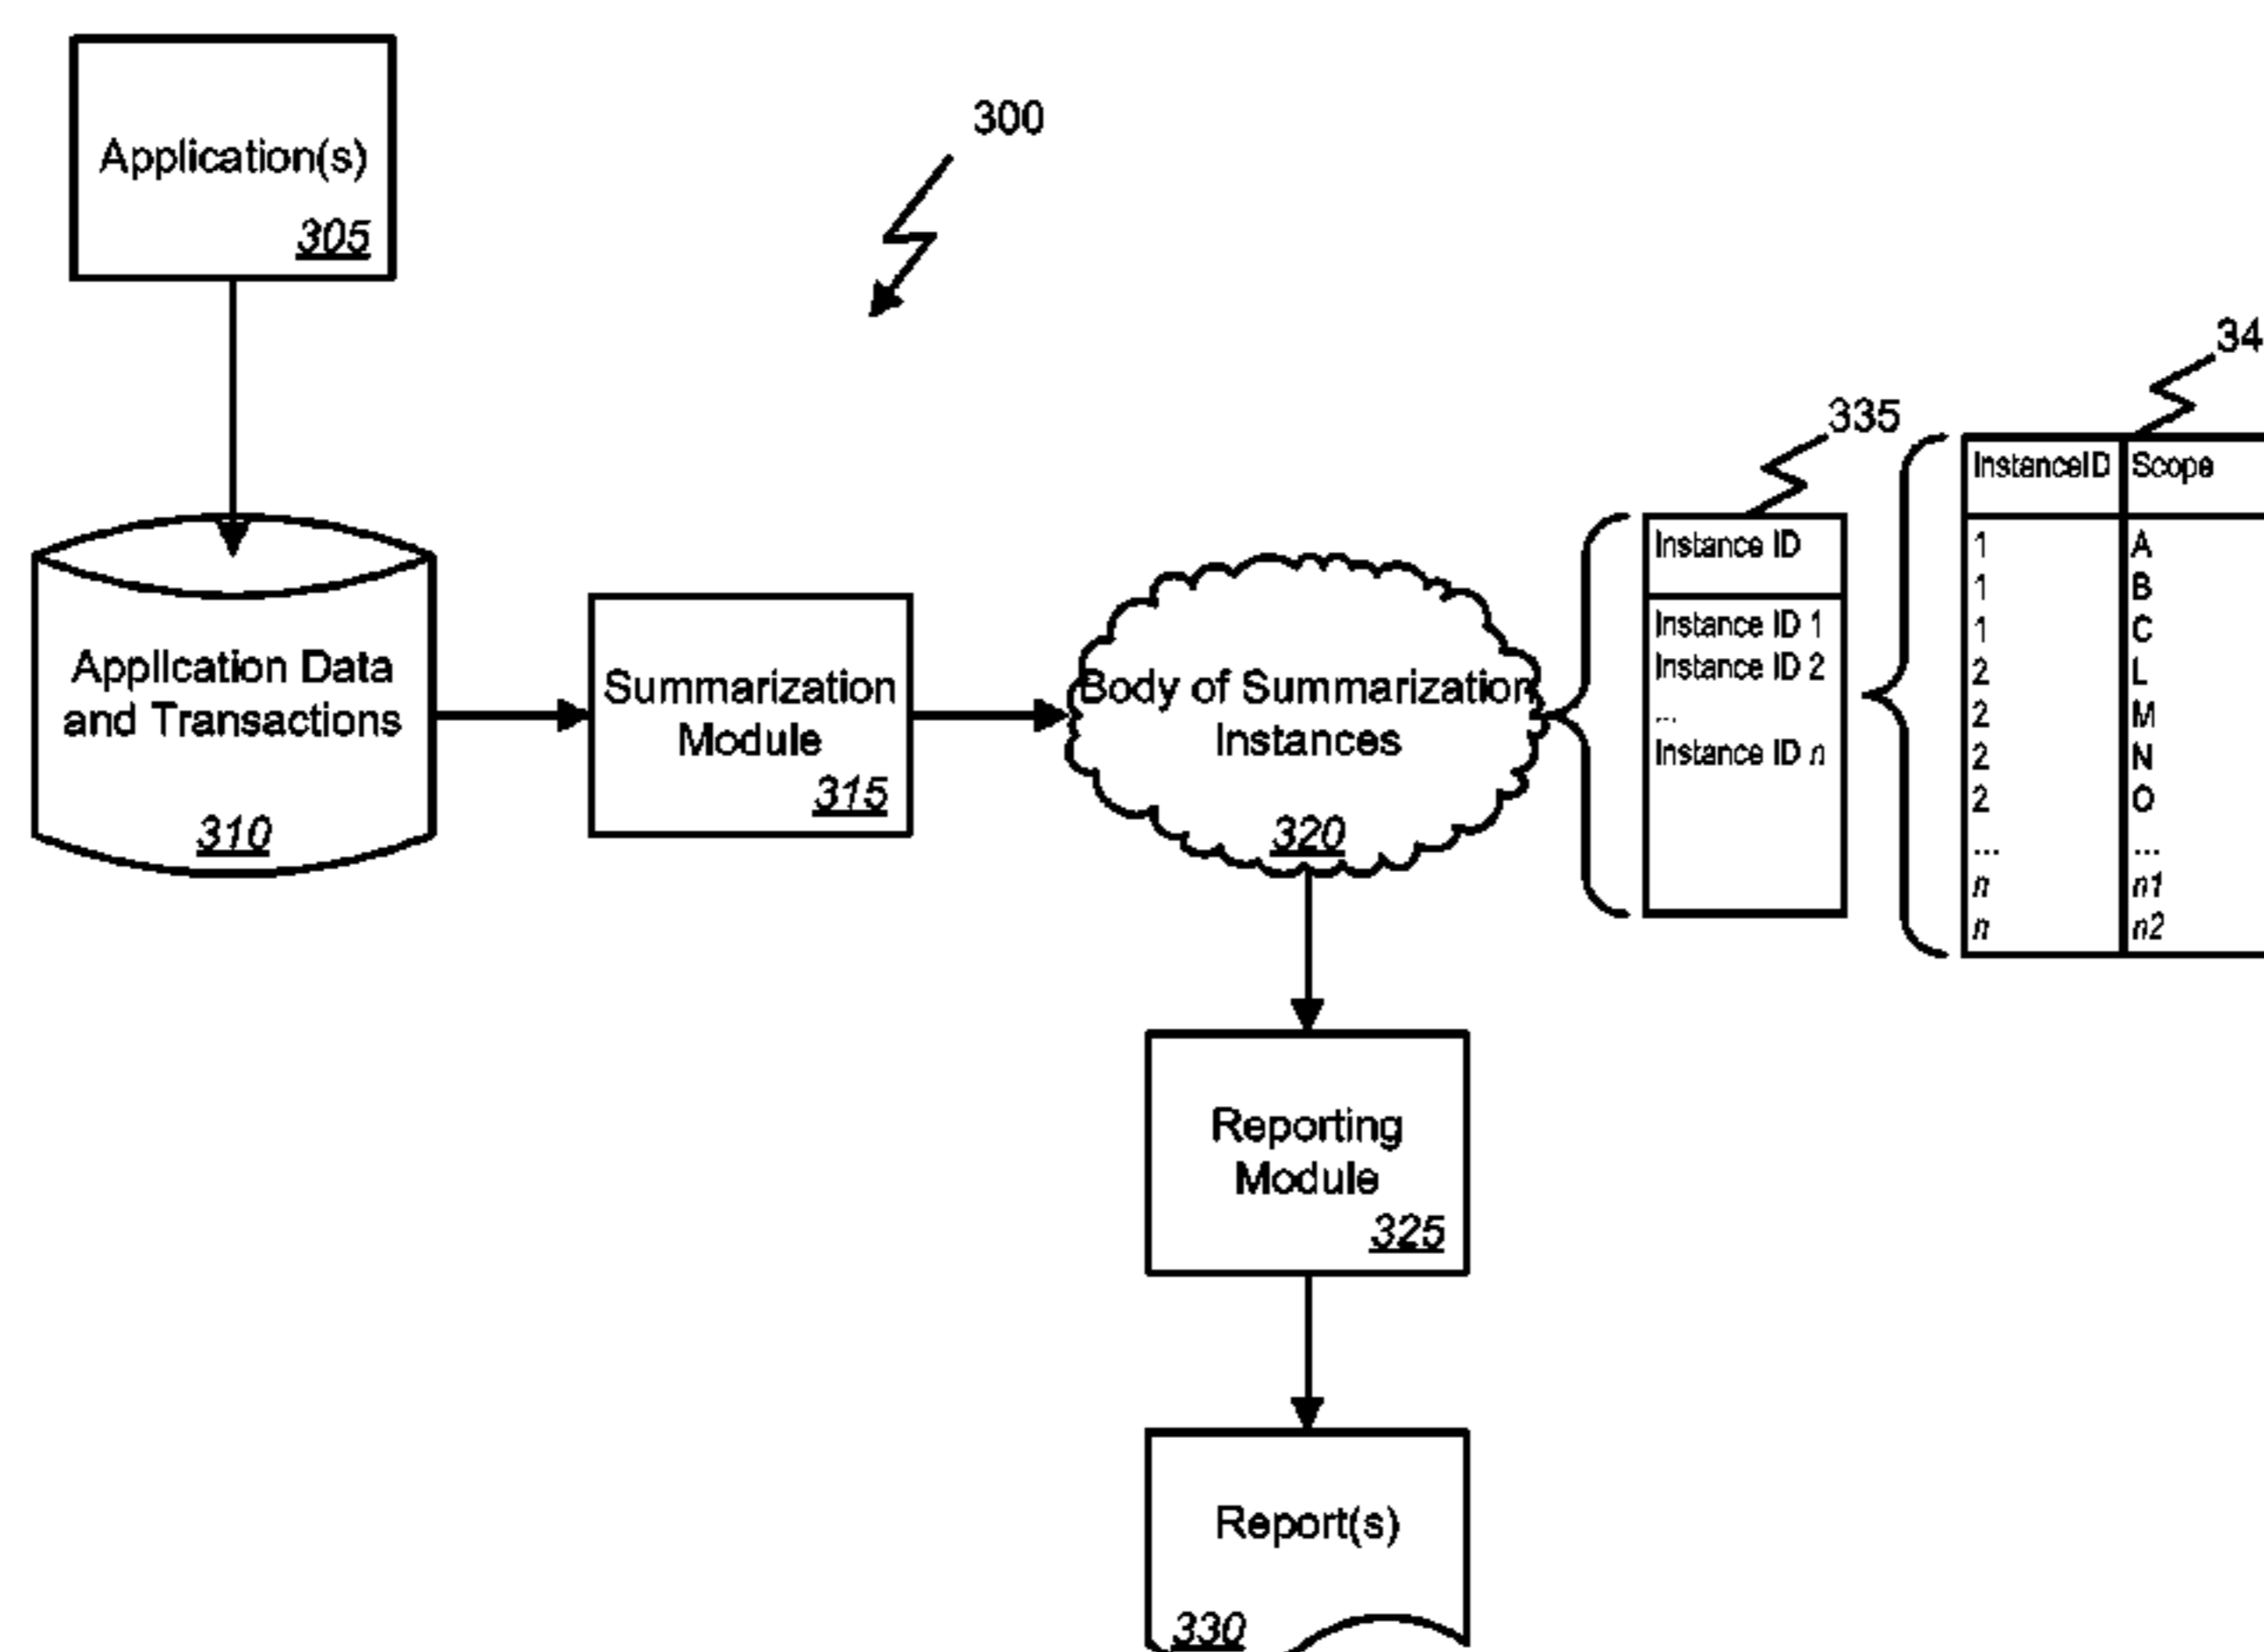 300
Application(s)
305
Application Data
and Transactions
310
Summarization
Module
315
Body of Summarization
Instances
320
Reporting
Module
325
Report(s)
330
335
Instance ID
Instance ID 1
Instance ID 2
...
Instance ID n
34
InstanceID Scope
1 A
1 B
1 C
2 L
2 M
2 N
2 O
... ...
n n1
n n2